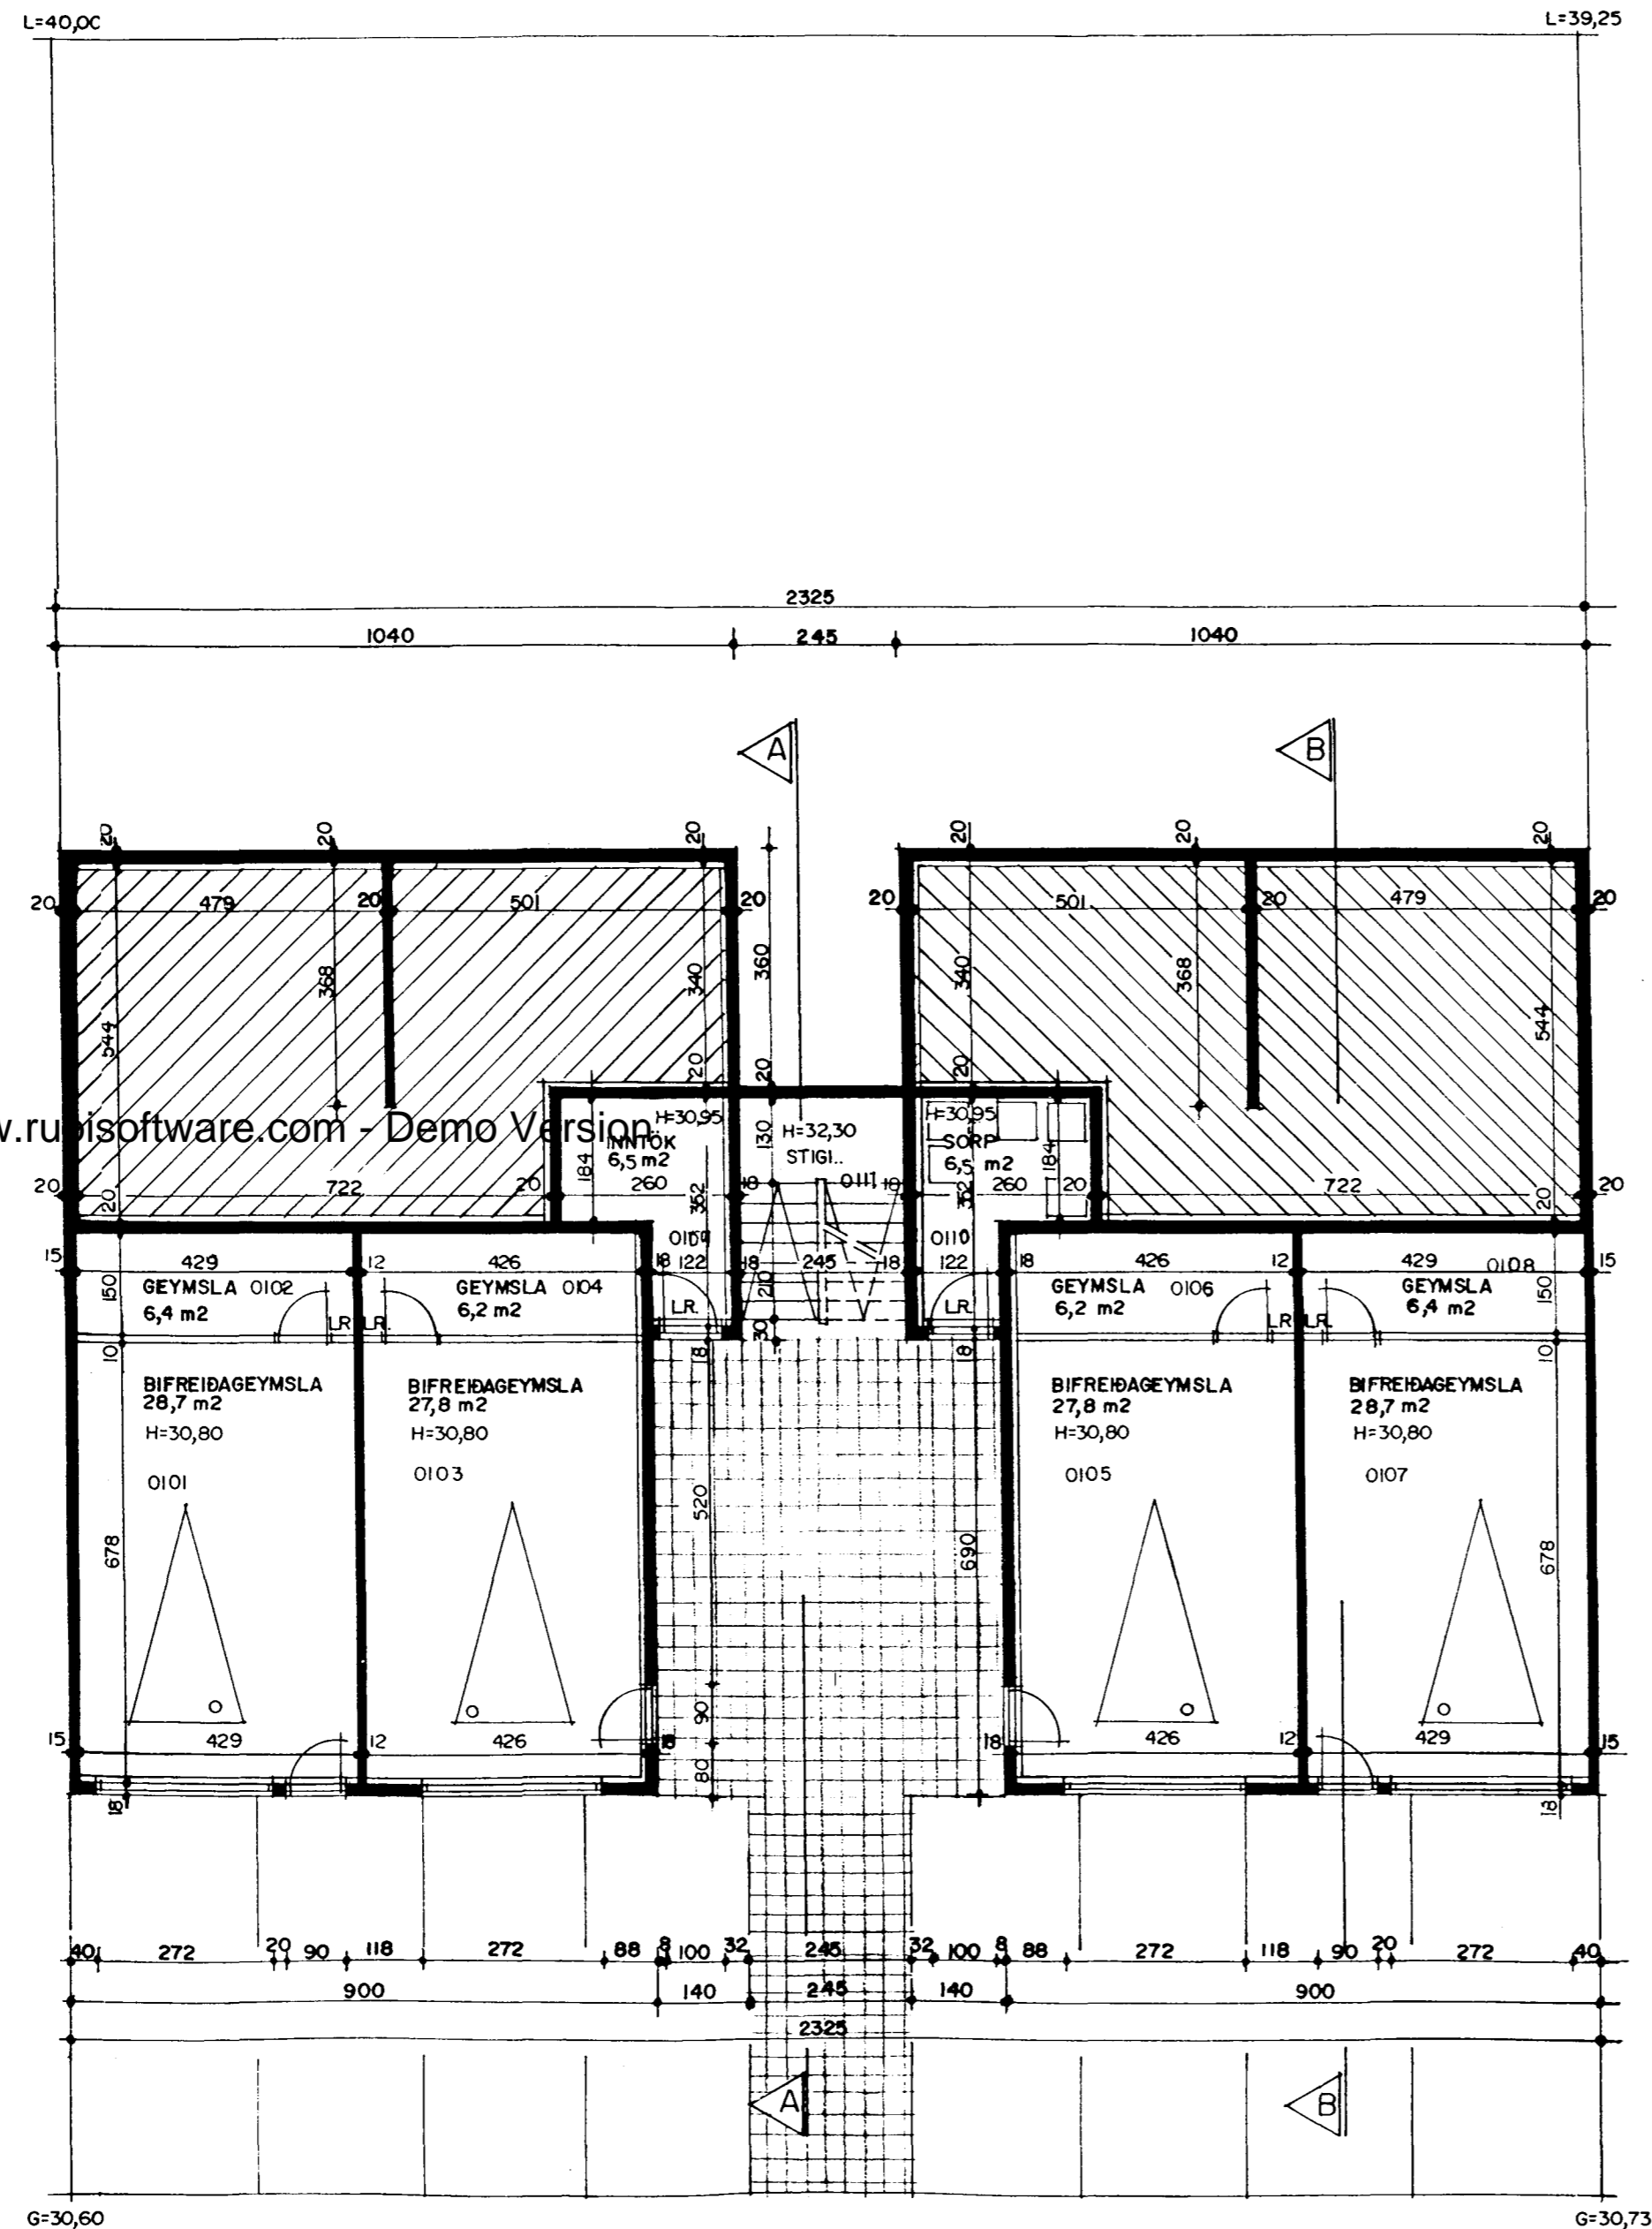 L=40,00
L=39,25
2325
1040 245 1040
A B
20 20 20 20 20 20
20 479 20 501 20 20 501 20 479 20
544 368 340 360 340 368 544
20 20 20
www.rubisoftware.com - Demo Version
H=30,95
INNTÖK
6,5 m2
184
130
H=32,30
STIGI..
0111
H=30,95
SORP
6,5 m2
184
20 722 20 260 18 18 260 20 722 20
20 352 352 20
0109 0110
15 429 12 426 18 122 18 245 18 122 18 426 12 429 15
150 210 150
GEYMSLA 0102
6,4 m2
GEYMSLA 0104
6,2 m2
GEYMSLA 0106
6,2 m2
0108
GEYMSLA
6,4 m2
LR. LR. LR. LR. LR. LR.
10 18 30 18 10
BIFREIÐAGEYMSLA
28,7 m2
H=30,80
0101
BIFREIÐAGEYMSLA
27,8 m2
H=30,80
0103
BIFREIÐAGEYMSLA
27,8 m2
H=30,80
0105
BIFREIÐAGEYMSLA
28,7 m2
H=30,80
0107
678 520 690 678
90
15 429 12 426 18 18 426 12 429 15
80
18 18
40 272 20 90 118 272 88 8 100 32 245 32 100 8 88 272 118 90 20 272 40
900 140 245 140 900
2325
A B
G=30,60
G=30,73